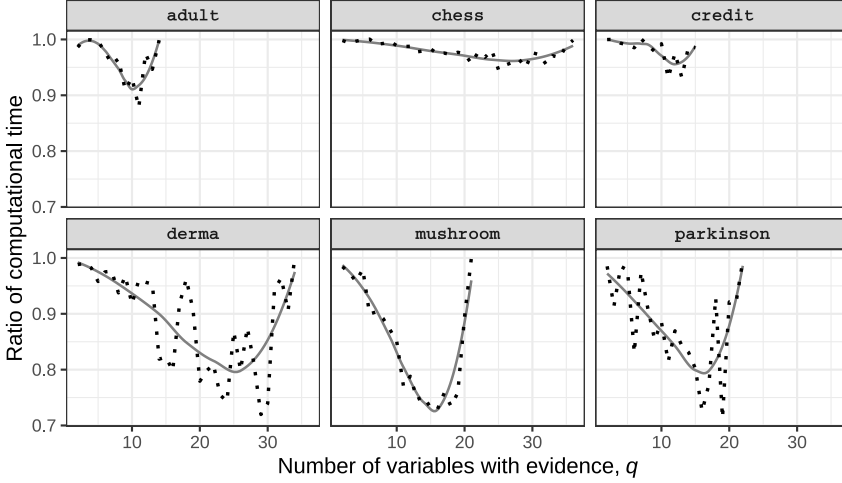 adult chess credit
1.0
0.9
0.8
0.7
derma mushroom parkinson
1.0
0.9
0.8
0.7
10 20 30 10 20 30 10 20 30
Number of variables with evidence, q
Ratio of computational time